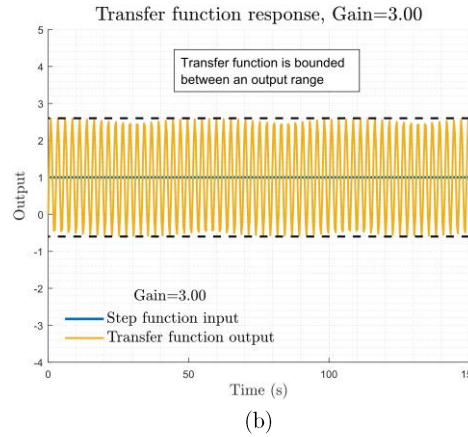 Transfer function response, Gain=3.00
Transfer function is bounded
between an output range
5
4
3
2
1
0
-1
-2
-3
-4
Output
Gain=3.00
Step function input
Transfer function output
0
50
100
Time (s)
(b)